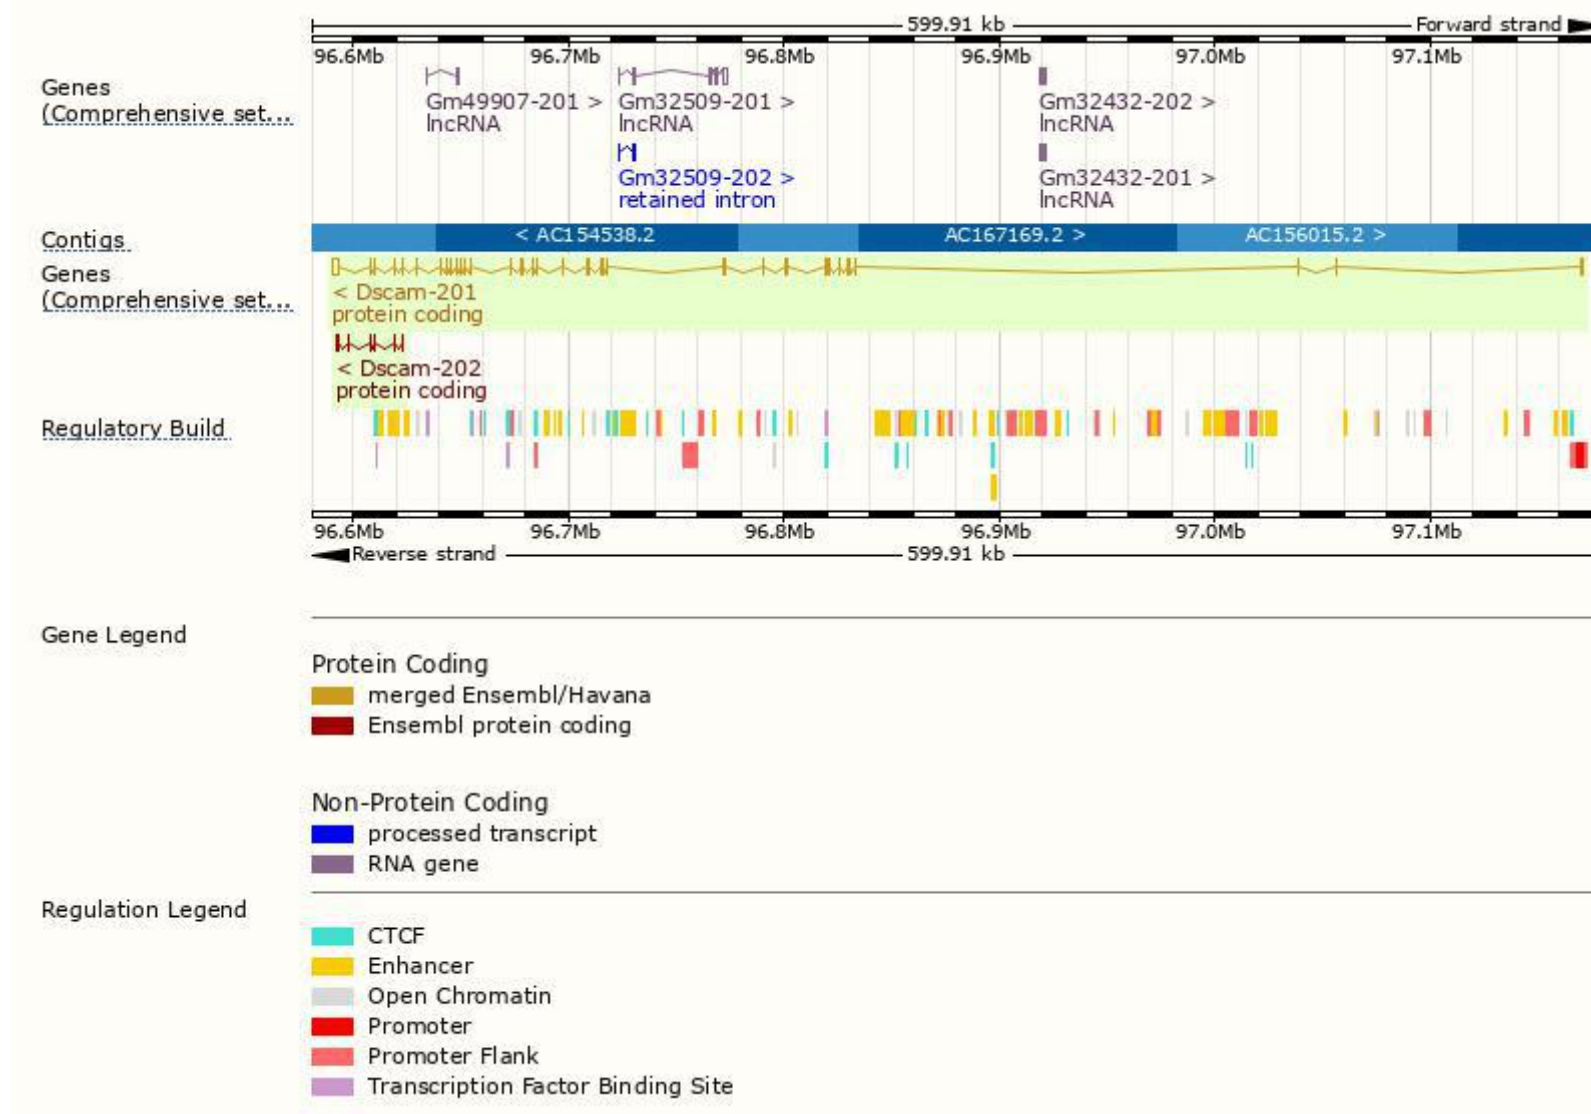 599.91 kb Forward strand
96.6Mb 96.7Mb 96.8Mb 96.9Mb 97.0Mb 97.1Mb
Genes
(Comprehensive set...
Gm49907-201 > Gm32509-201 > Gm32432-202 >
lncRNA lncRNA lncRNA
Gm32509-202 > Gm32432-201 >
retained intron lncRNA
Contigs < AC154538.2 AC167169.2 > AC156015.2 >
Genes
(Comprehensive set...
< Dscam-201
protein coding
< Dscam-202
protein coding
Regulatory Build
96.6Mb 96.7Mb 96.8Mb 96.9Mb 97.0Mb 97.1Mb
Reverse strand 599.91 kb
Gene Legend
Protein Coding
merged Ensembl/Havana
Ensembl protein coding
Non-Protein Coding
processed transcript
RNA gene
Regulation Legend
CTCF
Enhancer
Open Chromatin
Promoter
Promoter Flank
Transcription Factor Binding Site